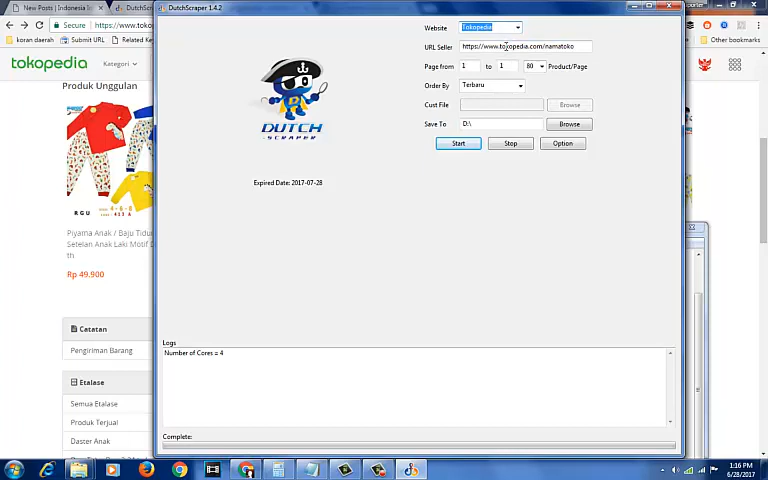 New Posts | Indonesia I
DutchSc
DutchScraper 1.4.2
Secure
https://www.toko
koran daerah
Submit URL
Related Ke
Other bookmarks
tokopedia
Kategori
Produk Unggulan
RGU
Piyama Anak / Baju Tidur
Setelan Anak Laki Motif D
th
Rp 49.900
Catatan
Pengiriman Barang
Etalase
Semua Etalase
Produk Terjual
Daster Anak
Website
Tokopedia
URL Seller
https://www.tokopedia.com/namatoko
Page from
1
to
1
80
Product/Page
Order By
Terbaru
Cust File
Browse
Save To
D:\
Browse
Start
Stop
Option
DUTCH
SCRAPER
Expired Date: 2017-07-28
Logs
Number of Cores = 4
Complete:
1:16 PM
6/28/2017